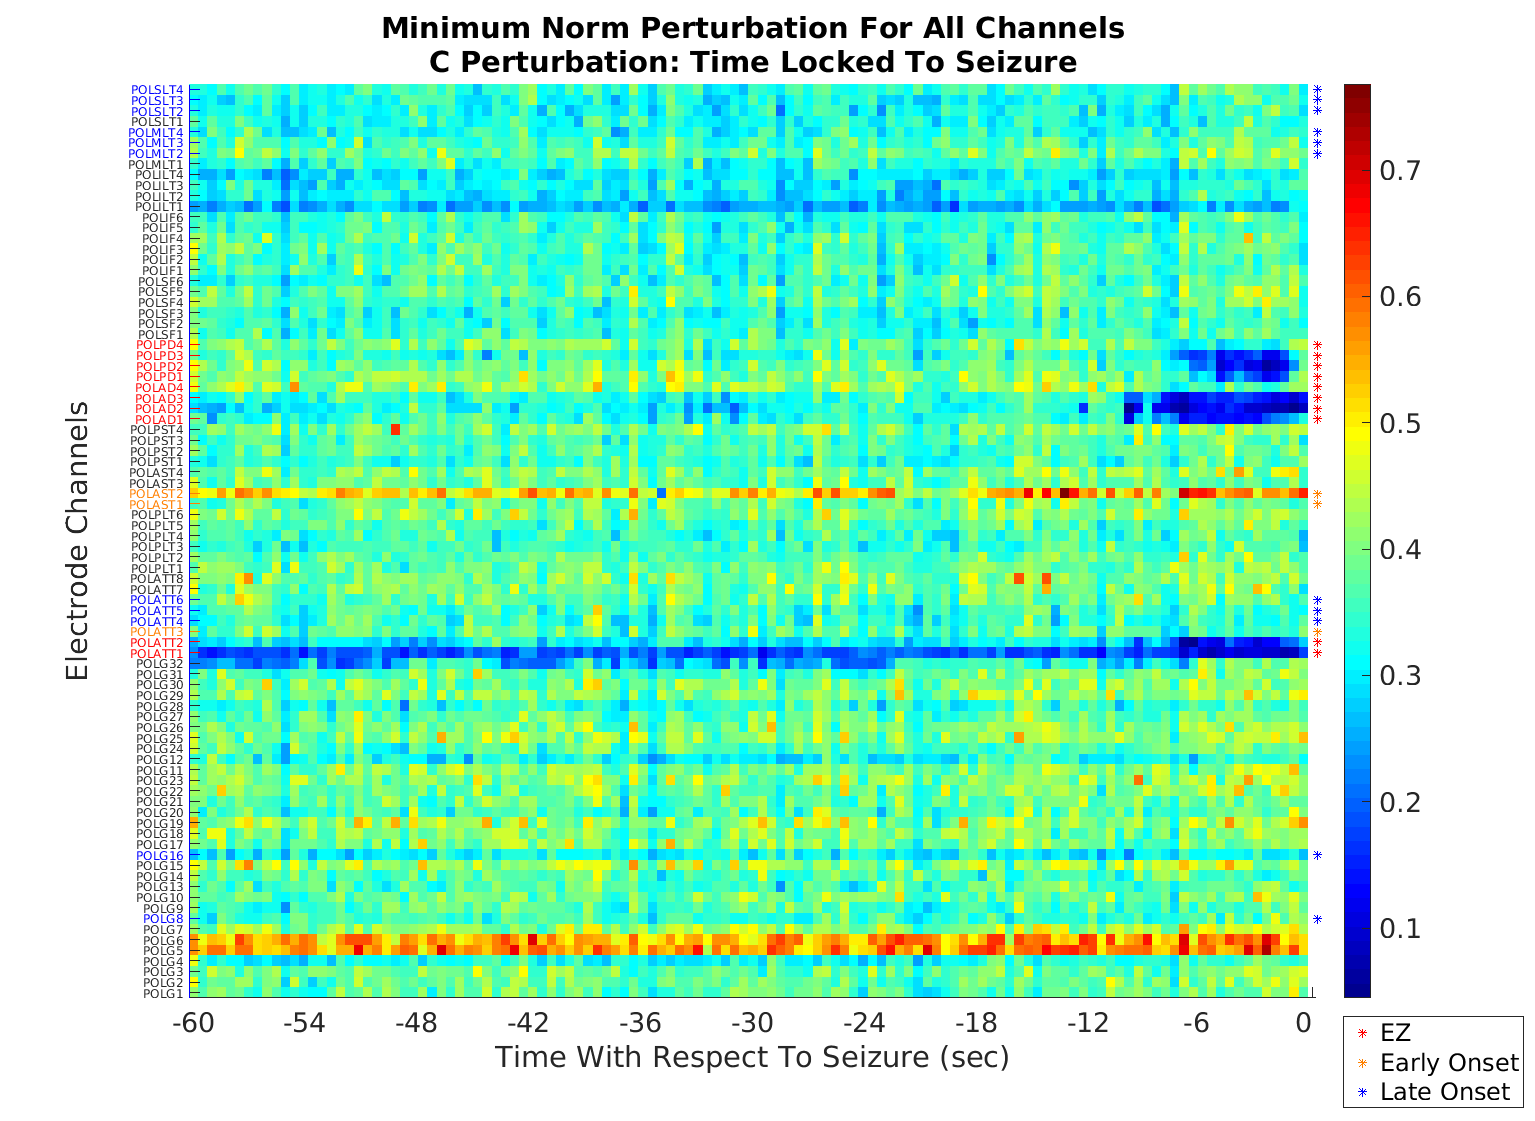 Minimum Norm Perturbation For All Channels
C Perturbation: Time Locked To Seizure
Electrode Channels
POLSLT4
POLSLT3
POLSLT2
POLSLT1
POLMLT4
POLMLT3
POLMLT2
POLMLT1
POLILT4
POLILT3
POLILT2
POLILT1
POLIF6
POLIF5
POLIF4
POLIF3
POLIF2
POLIF1
POLSF6
POLSF5
POLSF4
POLSF3
POLSF2
POLSF1
POLPD4
POLPD3
POLPD2
POLPD1
POLAD4
POLAD3
POLAD2
POLAD1
POLPST4
POLPST3
POLPST2
POLPST1
POLAST4
POLAST3
POLAST2
POLAST1
POLPLT6
POLPLT5
POLPLT4
POLPLT3
POLPLT2
POLPLT1
POLATT8
POLATT7
POLATT6
POLATT5
POLATT4
POLATT3
POLATT2
POLATT1
POLG32
POLG31
POLG30
POLG29
POLG28
POLG27
POLG26
POLG25
POLG24
POLG12
POLG11
POLG23
POLG22
POLG21
POLG20
POLG19
POLG18
POLG17
POLG16
POLG15
POLG14
POLG13
POLG10
POLG9
POLG8
POLG7
POLG6
POLG5
POLG4
POLG3
POLG2
POLG1
-60 -54 -48 -42 -36 -30 -24 -18 -12 -6 0
Time With Respect To Seizure (sec)
0.7
0.6
0.5
0.4
0.3
0.2
0.1
EZ
Early Onset
Late Onset